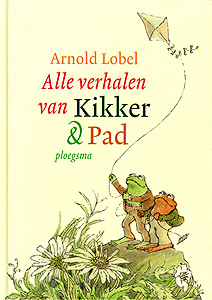 Arnold Lobel
Alle verhalen
van Kikker
& Pad
ploegsma